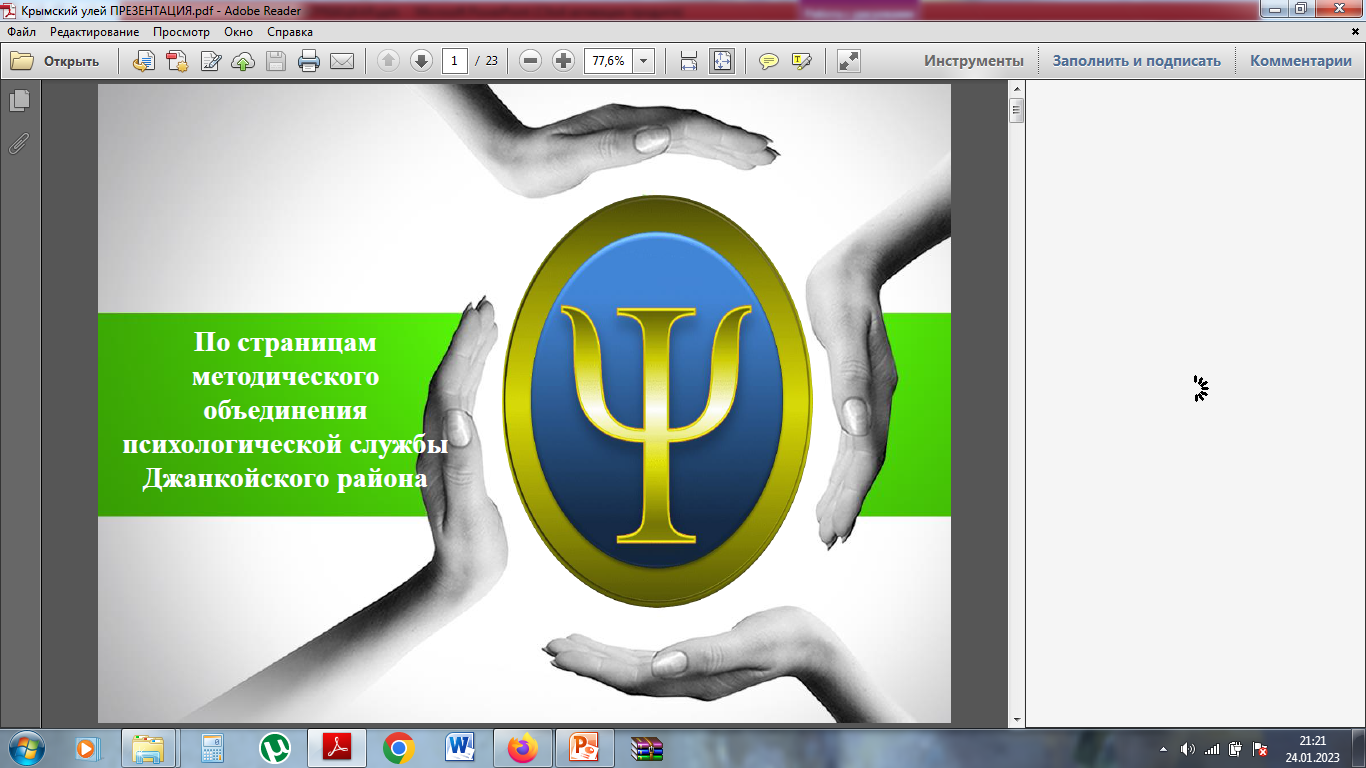 Крымский улей ПРЕЗЕНТАЦИЯ.pdf - Adobe Reader
Файл Редактирование Просмотр Окно Справка
Открыть 1 / 23 77,6% Инструменты Заполнить и подписать Комментарии
По страницам
методического
объединения
психологической службы
Джанкойского района
21:21
24.01.2023